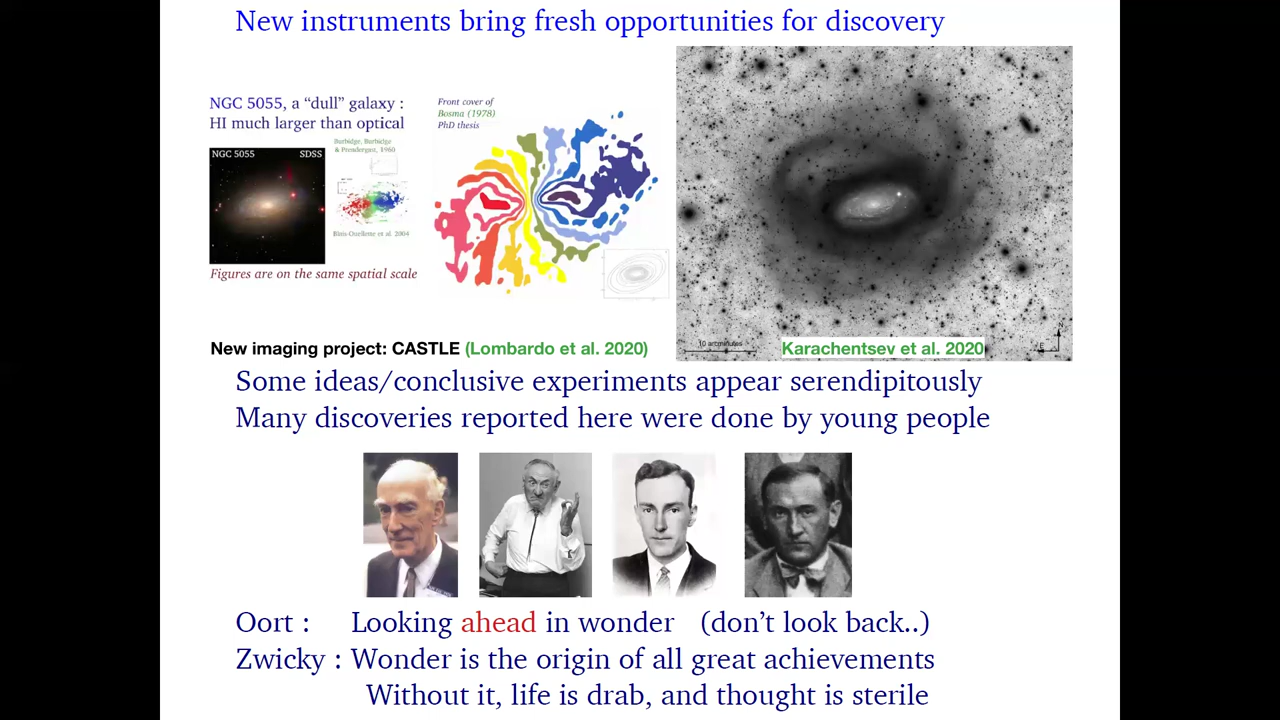 New instruments bring fresh opportunities for discovery
NGC 5055, a “dull” galaxy :
HI much larger than optical
NGC 5055 SDSS
Burbidge, Burbidge
& Prendergast, 1960
Blais-Ouellette et al. 2004
Figures are on the same spatial scale
Front cover of
Bosma (1978)
PhD thesis
10 arcminutes
N
E
Karachentsev et al. 2020
New imaging project: CASTLE (Lombardo et al. 2020)
Some ideas/conclusive experiments appear serendipitously
Many discoveries reported here were done by young people
Oort : Looking ahead in wonder (don’t look back..)
Zwicky : Wonder is the origin of all great achievements
Without it, life is drab, and thought is sterile